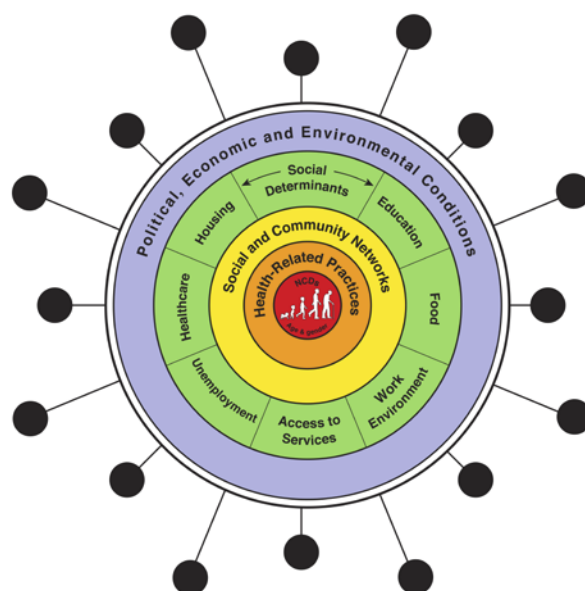 Political, Economic and Environmental Conditions
Social
Determinants
Housing
Education
Healthcare
Food
Unemployment
Work
Environment
Access to
Services
Social and Community Networks
Health-Related Practices
NCDs
Age & gender